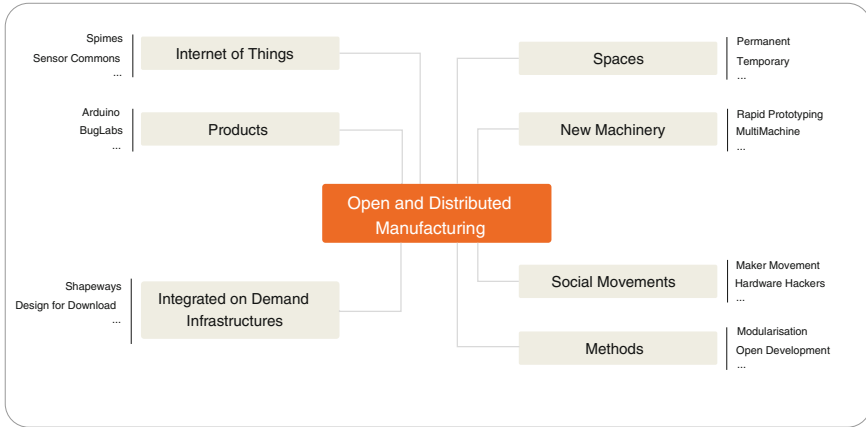 Spimes
Sensor Commons
...
Internet of Things
Arduino
BugLabs
...
Products
Shapeways
Design for Download
...
Integrated on Demand
Infrastructures
Open and Distributed
Manufacturing
Spaces
Permanent
Temporary
...
New Machinery
Rapid Prototyping
MultiMachine
...
Social Movements
Maker Movement
Hardware Hackers
...
Methods
Modularisation
Open Development
...